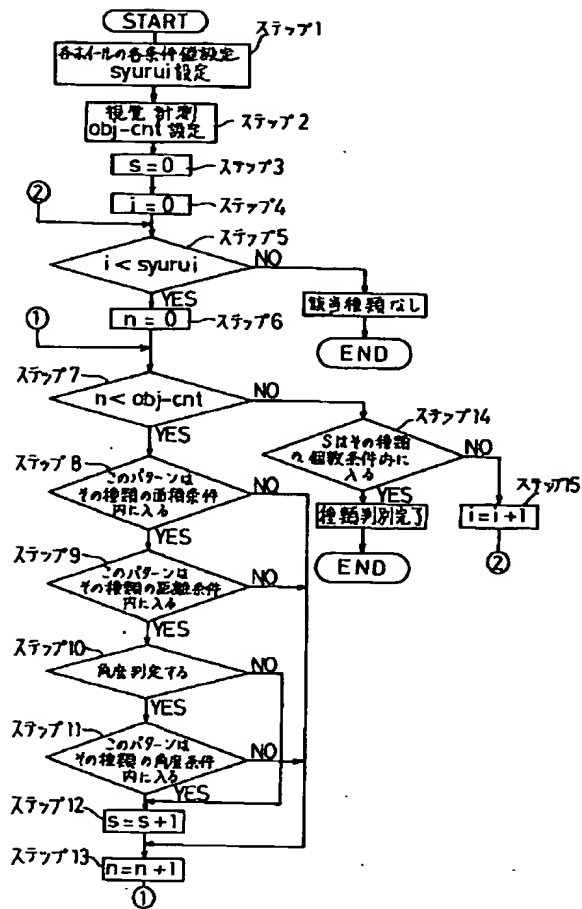 START
ステップ1
各ホイールの各条件値設定
syurui設定
視覚計測
obj-cnt設定
ステップ2
s=0
ステップ3
②
i=0
ステップ4
ステップ5
i<syurui
NO
YES
該当種類なし
END
n=0
ステップ6
①
ステップ7
n<obj-cnt
NO
YES
ステップ14
Sはその種類
の個数条件内に
入る
NO
YES
種類判別完了
END
ステップ15
i=i+1
②
ステップ8
このパターンは
その種類の面積条件
内に入る
NO
YES
ステップ9
このパターンは
その種類の距離条件
内に入る
NO
YES
ステップ10
角度判定する
NO
YES
ステップ11
このパターンは
その種類の角度条件
内に入る
NO
YES
ステップ12
s=s+1
ステップ13
n=n+1
①